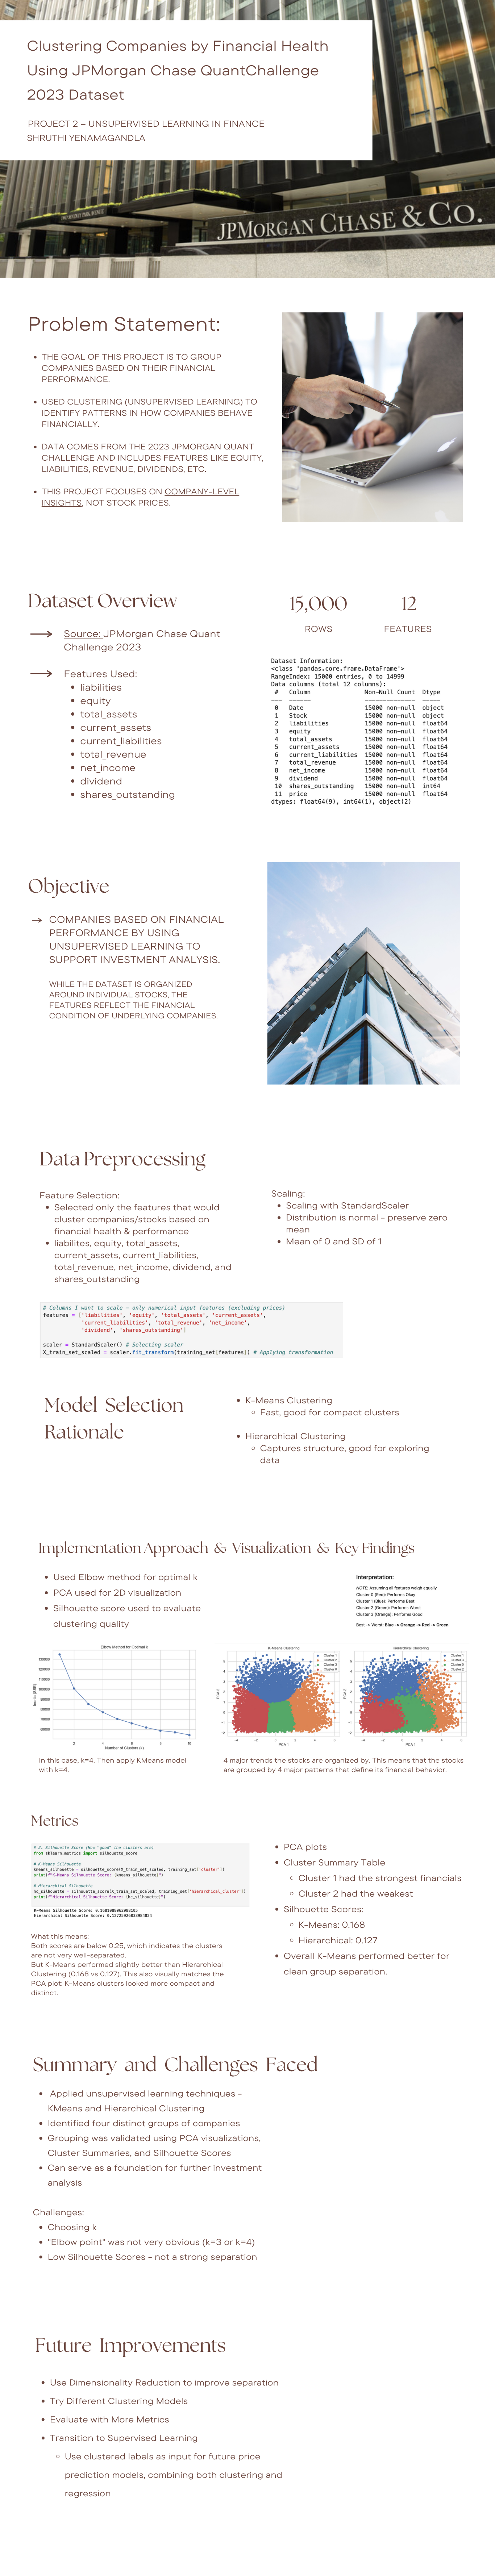 Clustering Companies by Financial Health
Using JPMorgan Chase QuantChallenge
2023 Dataset
PROJECT 2 – UNSUPERVISED LEARNING IN FINANCE
SHRUTHI YENAMAGANDLA
JPMORGAN CHASE & CO.
Problem Statement:
• THE GOAL OF THIS PROJECT IS TO GROUP
COMPANIES BASED ON THEIR FINANCIAL
PERFORMANCE.
• USED CLUSTERING (UNSUPERVISED LEARNING) TO
IDENTIFY PATTERNS IN HOW COMPANIES BEHAVE
FINANCIALLY.
• DATA COMES FROM THE 2023 JPMORGAN QUANT
CHALLENGE AND INCLUDES FEATURES LIKE EQUITY,
LIABILITIES, REVENUE, DIVIDENDS, ETC.
• THIS PROJECT FOCUSES ON COMPANY-LEVEL
INSIGHTS, NOT STOCK PRICES.
Dataset Overview
→ Source: JPMorgan Chase Quant
Challenge 2023
→ Features Used:
• liabilities
• equity
• total_assets
• current_assets
• current_liabilities
• total_revenue
• net_income
• dividend
• shares_outstanding
15,000
ROWS
12
FEATURES
Dataset Information:
<class 'pandas.core.frame.DataFrame'>
RangeIndex: 15000 entries, 0 to 14999
Data columns (total 12 columns):
# Column Non-Null Count Dtype
--- ------ -------------- -----
0 Date 15000 non-null object
1 Stock 15000 non-null object
2 liabilities 15000 non-null float64
3 equity 15000 non-null float64
4 total_assets 15000 non-null float64
5 current_assets 15000 non-null float64
6 current_liabilities 15000 non-null float64
7 total_revenue 15000 non-null float64
8 net_income 15000 non-null float64
9 dividend 15000 non-null float64
10 shares_outstanding 15000 non-null int64
11 price 15000 non-null float64
dtypes: float64(9), int64(1), object(2)
Objective
→ COMPANIES BASED ON FINANCIAL
PERFORMANCE BY USING
UNSUPERVISED LEARNING TO
SUPPORT INVESTMENT ANALYSIS.
WHILE THE DATASET IS ORGANIZED
AROUND INDIVIDUAL STOCKS, THE
FEATURES REFLECT THE FINANCIAL
CONDITION OF UNDERLYING COMPANIES.
Data Preprocessing
Feature Selection:
• Selected only the features that would
cluster companies/stocks based on
financial health & performance
• liabilites, equity, total_assets,
current_assets, current_liabilities,
total_revenue, net_income, dividend, and
shares_outstanding
Scaling:
• Scaling with StandardScaler
• Distribution is normal - preserve zero
mean
• Mean of 0 and SD of 1
# Columns I want to scale – only numerical input features (excluding prices)
features = ['liabilities', 'equity', 'total_assets', 'current_assets',
'current_liabilities', 'total_revenue', 'net_income',
'dividend', 'shares_outstanding']
scaler = StandardScaler() # Selecting scaler
X_train_set_scaled = scaler.fit_transform(training_set[features]) # Applying transformation
Model Selection
Rationale
• K-Means Clustering
◦ Fast, good for compact clusters
• Hierarchical Clustering
◦ Captures structure, good for exploring
data
Implementation Approach & Visualization & Key Findings
• Used Elbow method for optimal k
• PCA used for 2D visualization
• Silhouette score used to evaluate
clustering quality
Interpretation:
NOTE: Assuming all features weigh equally
Cluster 0 (Red): Performs Okay
Cluster 1 (Blue): Performs Best
Cluster 2 (Green): Performs Worst
Cluster 3 (Orange): Performs Good
Best -> Worst: Blue -> Orange -> Red -> Green
Elbow Method for Optimal k
Number of Clusters (k)
K-Means Clustering
PCA 1
PCA 2
Hierarchical Clustering
PCA 1
PCA 2
In this case, k=4. Then apply KMeans model
with k=4.
4 major trends the stocks are organized by. This means that the stocks
are grouped by 4 major patterns that define its financial behavior.
Metrics
# 2. Silhouette Score (How "good" the clusters are)
from sklearn.metrics import silhouette_score
# K-Means Silhouette
kmeans_silhouette = silhouette_score(X_train_set_scaled, training_set['cluster'])
print(f"K-Means Silhouette: {kmeans_silhouette}")
# Hierarchical Silhouette
hc_silhouette = silhouette_score(X_train_set_scaled, training_set['hierarchical_cluster'])
print(f"Hierarchical Silhouette: {hc_silhouette}")
What this means:
Both scores are below 0.25, which indicates the clusters
are not very well-separated.
But K-Means performed slightly better than Hierarchical
Clustering (0.168 vs 0.127). This also visually matches the
PCA plot: K-Means clusters looked more compact and
distinct.
• PCA plots
• Cluster Summary Table
◦ Cluster 1 had the strongest financials
◦ Cluster 2 had the weakest
• Silhouette Scores:
◦ K-Means: 0.168
◦ Hierarchical: 0.127
• Overall K-Means performed better for
clean group separation.
Summary and Challenges Faced
• Applied unsupervised learning techniques -
KMeans and Hierarchical Clustering
• Identified four distinct groups of companies
• Grouping was validated using PCA visualizations,
Cluster Summaries, and Silhouette Scores
• Can serve as a foundation for further investment
analysis
Challenges:
• Choosing k
• "Elbow point" was not very obvious (k=3 or k=4)
• Low Silhouette Scores - not a strong separation
Future Improvements
• Use Dimensionality Reduction to improve separation
• Try Different Clustering Models
• Evaluate with More Metrics
• Transition to Supervised Learning
◦ Use clustered labels as input for future price
prediction models, combining both clustering and
regression